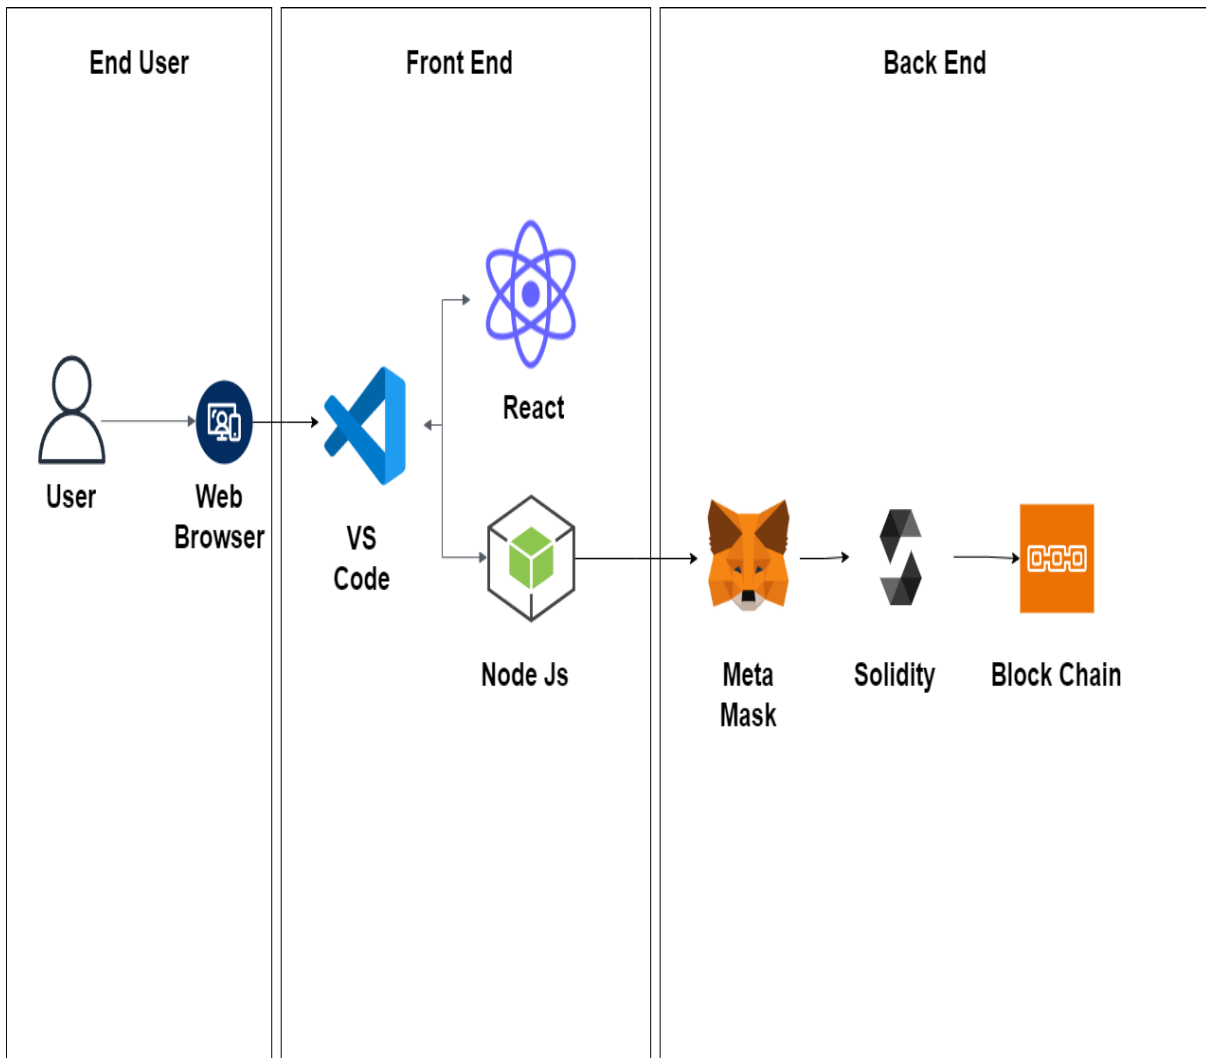 End User
Front End
Back End
React
User
Web
Browser
VS
Code
Node Js
Meta
Mask
Solidity
Block Chain